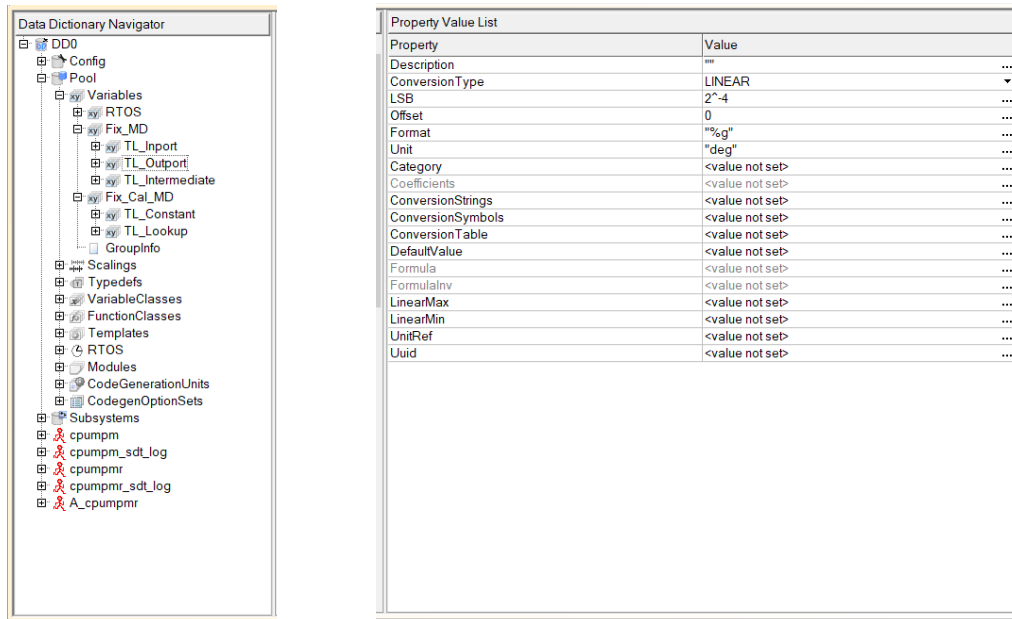 Data Dictionary Navigator
DD0
Config
Pool
Variables
RTOS
Fix_MD
TL_Inport
TL_Outport
TL_Intermediate
Fix_Cal_MD
TL_Constant
TL_Lookup
GroupInfo
Scalings
Typedefs
VariableClasses
FunctionClasses
Templates
RTOS
Modules
CodeGenerationUnits
CodegenOptionSets
Subsystems
cpumpm
cpumpm_sdt_log
cpumpmr
cpumpmr_sdt_log
A_cpumpmr
Property Value List
Property Value
Description "" ...
ConversionType LINEAR
LSB 2^-4 ...
Offset 0 ...
Format "%g" ...
Unit "deg" ...
Category <value not set> ...
Coefficients <value not set> ...
ConversionStrings <value not set> ...
ConversionSymbols <value not set> ...
ConversionTable <value not set> ...
DefaultValue <value not set> ...
Formula <value not set> ...
FormulaInv <value not set> ...
LinearMax <value not set> ...
LinearMin <value not set> ...
UnitRef <value not set> ...
Uuid <value not set> ...